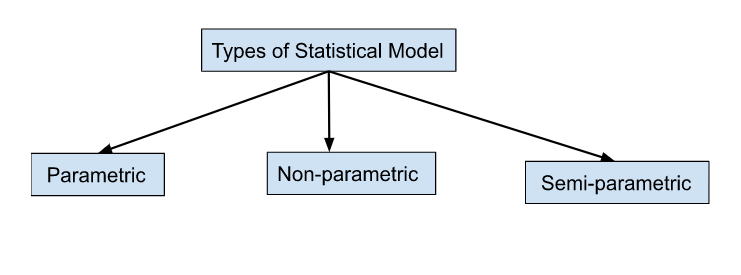 Types of Statistical Model
Parametric
Non-parametric
Semi-parametric